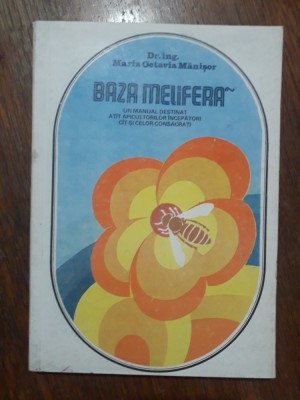 Dr. ing.
Maria Octavia Mănișor
BAZA MELIFERĂ
UN MANUAL DESTINAT
ATÎT APICULTORILOR ÎNCEPĂTORI
CÎT ȘI CELOR CONSACRAȚI